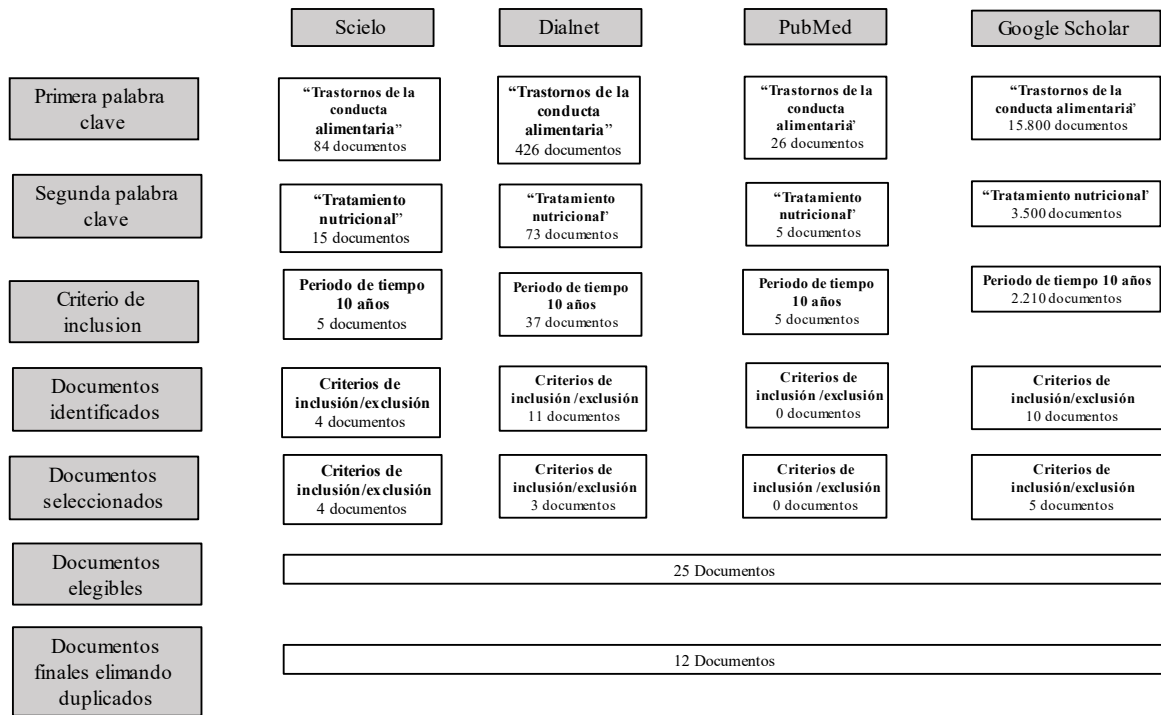 Scielo
Dialnet
PubMed
Google Scholar
Primera palabra
clave
“Trastornos de la
conducta
alimentaria”
84 documentos
“Trastornos de la
conducta
alimentaria”
426 documentos
“Trastornos de la
conducta
alimentaria”
26 documentos
“Trastornos de la
conducta alimentaria”
15.800 documentos
Segunda palabra
clave
“Tratamiento
nutricional”
15 documentos
“Tratamiento
nutricional”
73 documentos
“Tratamiento
nutricional”
5 documentos
“Tratamiento nutricional”
3.500 documentos
Criterio de
inclusion
Periodo de tiempo
10 años
5 documentos
Periodo de tiempo
10 años
37 documentos
Periodo de tiempo
10 años
5 documentos
Periodo de tiempo 10 años
2.210 documentos
Documentos
identificados
Criterios de
inclusión/exclusión
4 documentos
Criterios de
inclusión /exclusión
11 documentos
Criterios de
inclusión /exclusión
0 documentos
Criterios de
inclusión/exclusión
10 documentos
Documentos
seleccionados
Criterios de
inclusión/exclusión
4 documentos
Criterios de
inclusión/exclusión
3 documentos
Criterios de
inclusión /exclusión
0 documentos
Criterios de
inclusión/exclusión
5 documentos
Documentos
elegibles
25 Documentos
Documentos
finales elimando
duplicados
12 Documentos